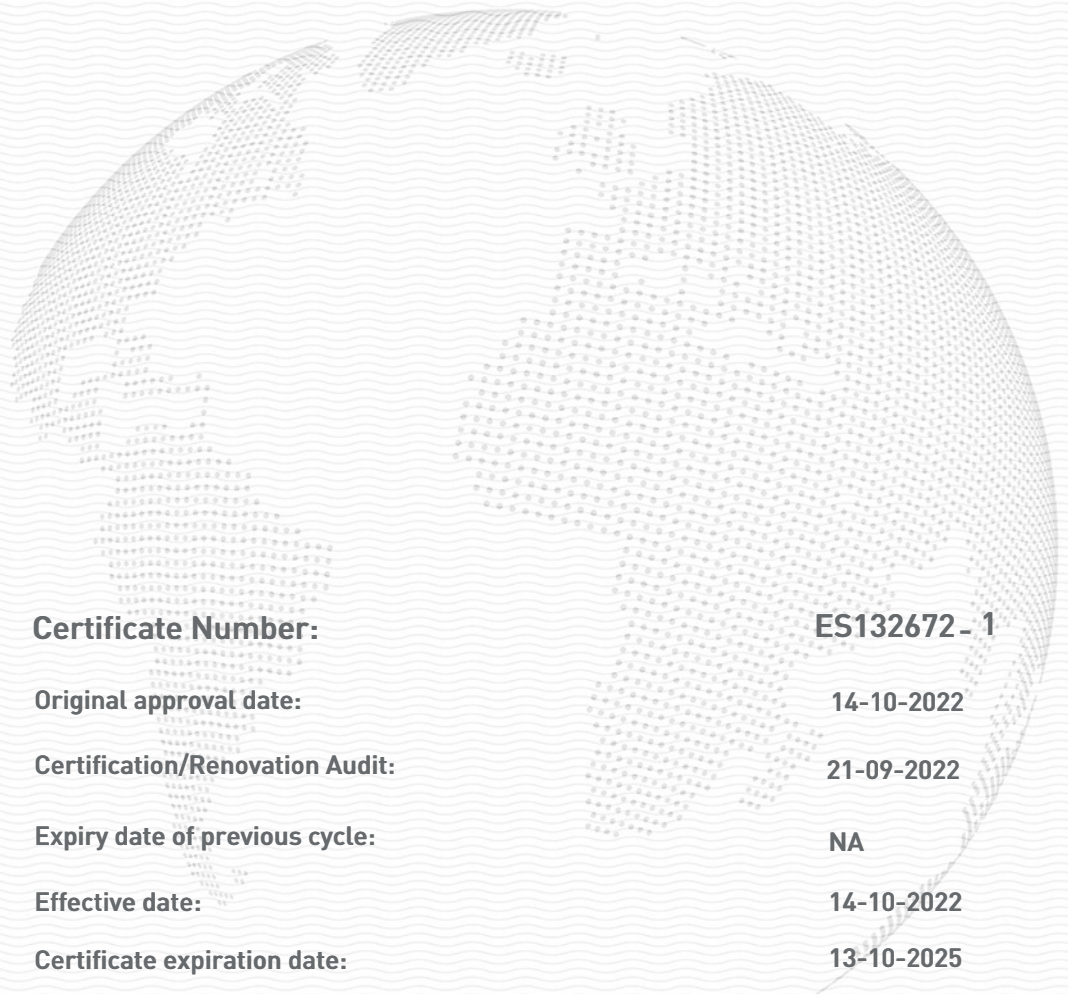 Certificate Number: ES132672- 1
Original approval date: 14-10-2022
Certification/Renovation Audit: 21-09-2022
Expiry date of previous cycle: NA
Effective date: 14-10-2022
Certificate expiration date: 13-10-2025